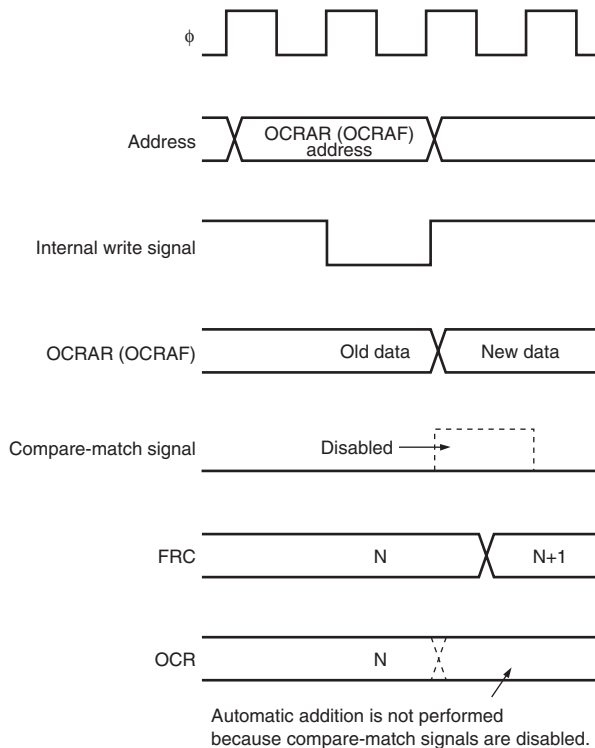 ϕ
Address
OCRAR (OCRAF)
address
Internal write signal
OCRAR (OCRAF)
Old data
New data
Compare-match signal
Disabled
FRC
N
N+1
OCR
N
Automatic addition is not performed
because compare-match signals are disabled.